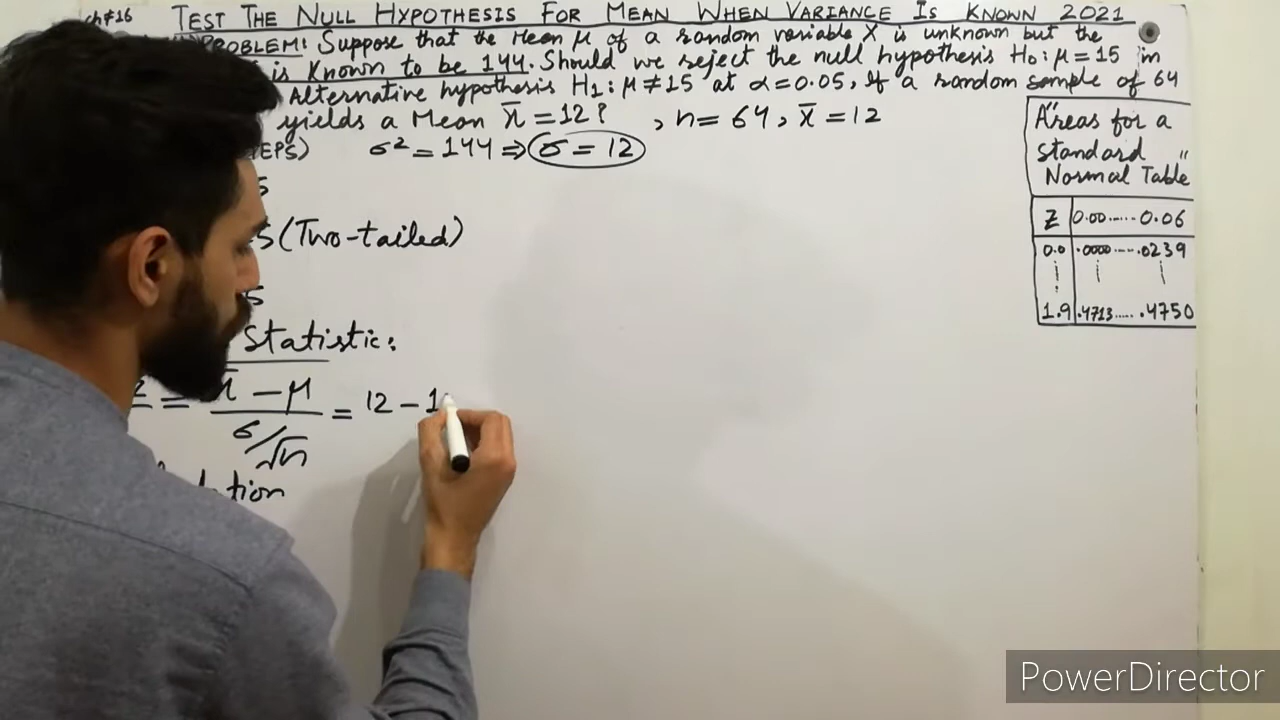 ch#16 TEST THE NULL HYPOTHESIS FOR MEAN WHEN VARIANCE IS KNOWN 2021
PROBLEM: Suppose that the Mean μ of a random variable X is unknown but the
is Known to be 144. Should we reject the null hypothesis H₀: μ = 15 in
Alternative hypothesis H₁: μ ≠ 15 at α = 0.05, If a random sample of 64
yields a Mean x̄ = 12? , n = 64, x̄ = 12
σ² = 144 ⇒ σ = 12
5
5 (Two-tailed)
5
Statistic:
= x̄ - μ / σ/√n = 12 - 1
Areas for a
standard "
Normal Table
Z 0.00...... 0.06
0.0 .0000 ---- .0239
1.9 .4713 ..... .4750
PowerDirector